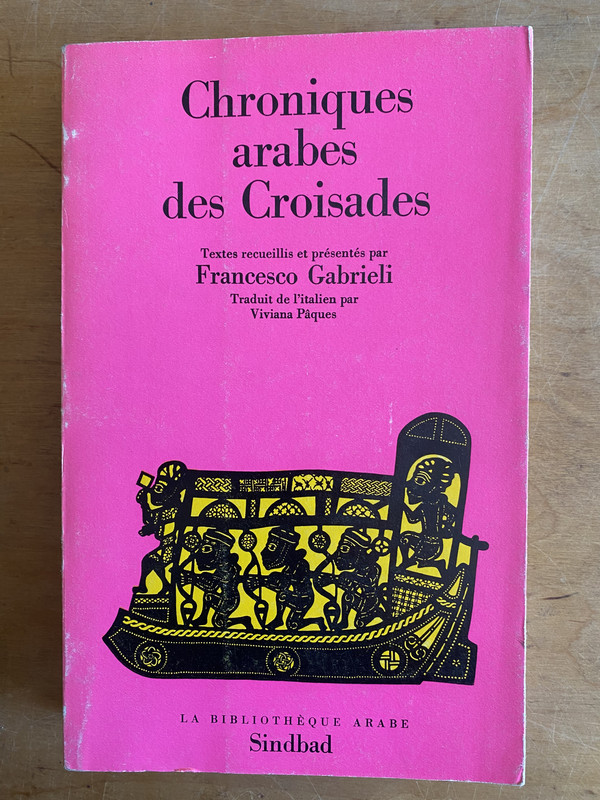 Chroniques
arabes
des Croisades
Textes recueillis et présentés par
Francesco Gabrieli
Traduit de l'italien par
Viviana Pâques
LA BIBLIOTHÈQUE ARABE
Sindbad